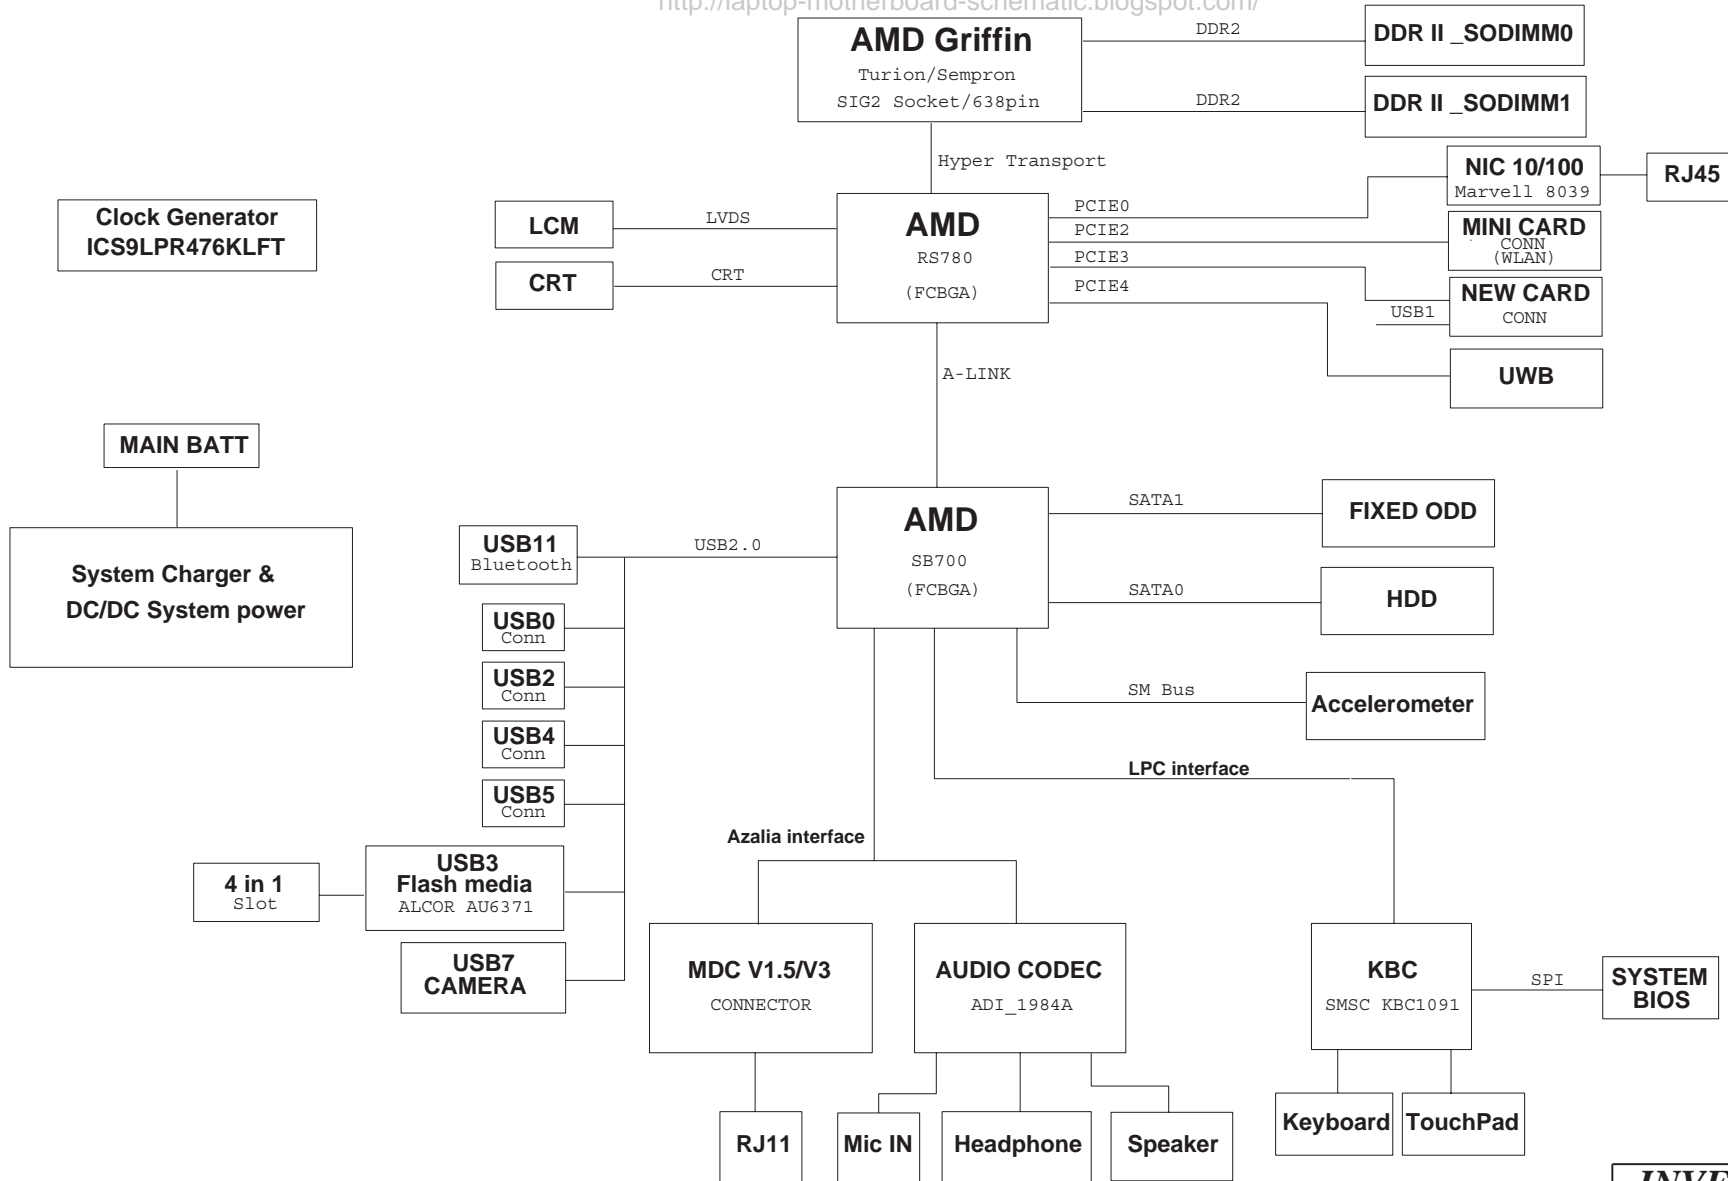 http://laptop-motherboard-schematic.blogspot.com/
AMD Griffin
Turion/Sempron
SIG2 Socket/638pin
DDR2
DDR II _SODIMM0
DDR2
DDR II _SODIMM1
Hyper Transport
NIC 10/100
Marvell 8039
RJ45
Clock Generator
ICS9LPR476KLFT
LCM
LVDS
CRT
CRT
AMD
RS780
(FCBGA)
PCIE0
PCIE2
PCIE3
PCIE4
MINI CARD
CONN
(WLAN)
NEW CARD
CONN
USB1
UWB
A-LINK
MAIN BATT
System Charger &
DC/DC System power
AMD
SB700
(FCBGA)
SATA1
FIXED ODD
SATA0
HDD
USB2.0
USB11
Bluetooth
USB0
Conn
USB2
Conn
USB4
Conn
USB5
Conn
SM Bus
Accelerometer
LPC interface
Azalia interface
4 in 1
Slot
USB3
Flash media
ALCOR AU6371
USB7
CAMERA
MDC V1.5/V3
CONNECTOR
AUDIO CODEC
ADI_1984A
KBC
SMSC KBC1091
SPI
SYSTEM
BIOS
RJ11
Mic IN
Headphone
Speaker
Keyboard
TouchPad